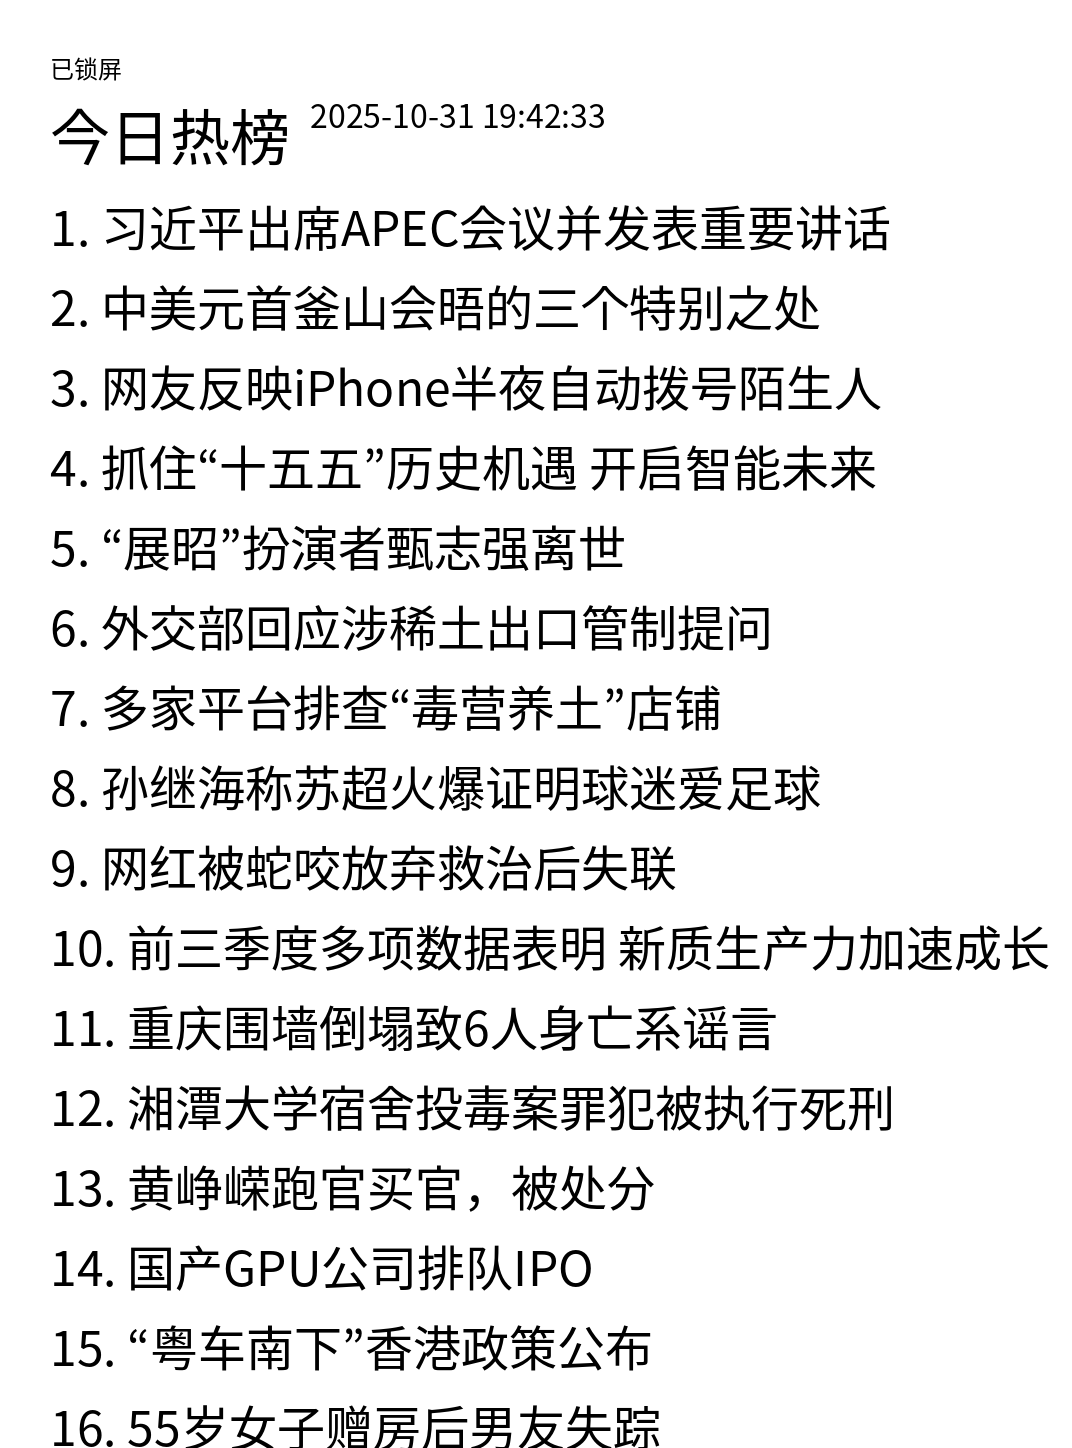 已锁屏
今日热榜 2025-10-31 19:42:33
1. 习近平出席APEC会议并发表重要讲话
2. 中美元首釜山会晤的三个特别之处
3. 网友反映iPhone半夜自动拨号陌生人
4. 抓住“十五五”历史机遇 开启智能未来
5. “展昭”扮演者甄志强离世
6. 外交部回应涉稀土出口管制提问
7. 多家平台排查“毒营养土”店铺
8. 孙继海称苏超火爆证明球迷爱足球
9. 网红被蛇咬放弃救治后失联
10. 前三季度多项数据表明 新质生产力加速成长
11. 重庆围墙倒塌致6人身亡系谣言
12. 湘潭大学宿舍投毒案罪犯被执行死刑
13. 黄峥嵘跑官买官，被处分
14. 国产GPU公司排队IPO
15. “粤车南下”香港政策公布
16. 55岁女子赠房后男友失踪